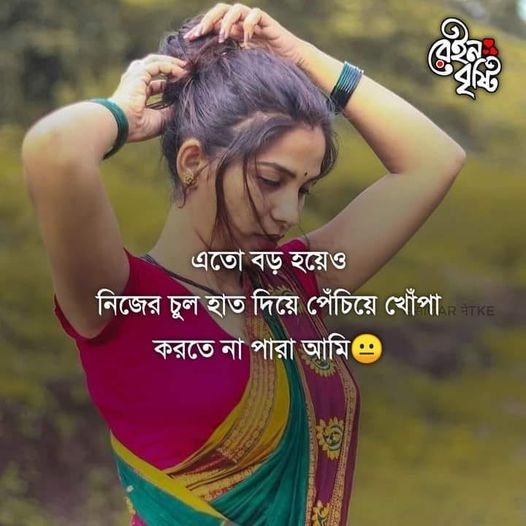 রেইন
বৃষ্টি
এতো বড় হয়েও
নিজের চুল হাত দিয়ে পেঁচিয়ে খোঁপা
করতে না পারা আমি😐